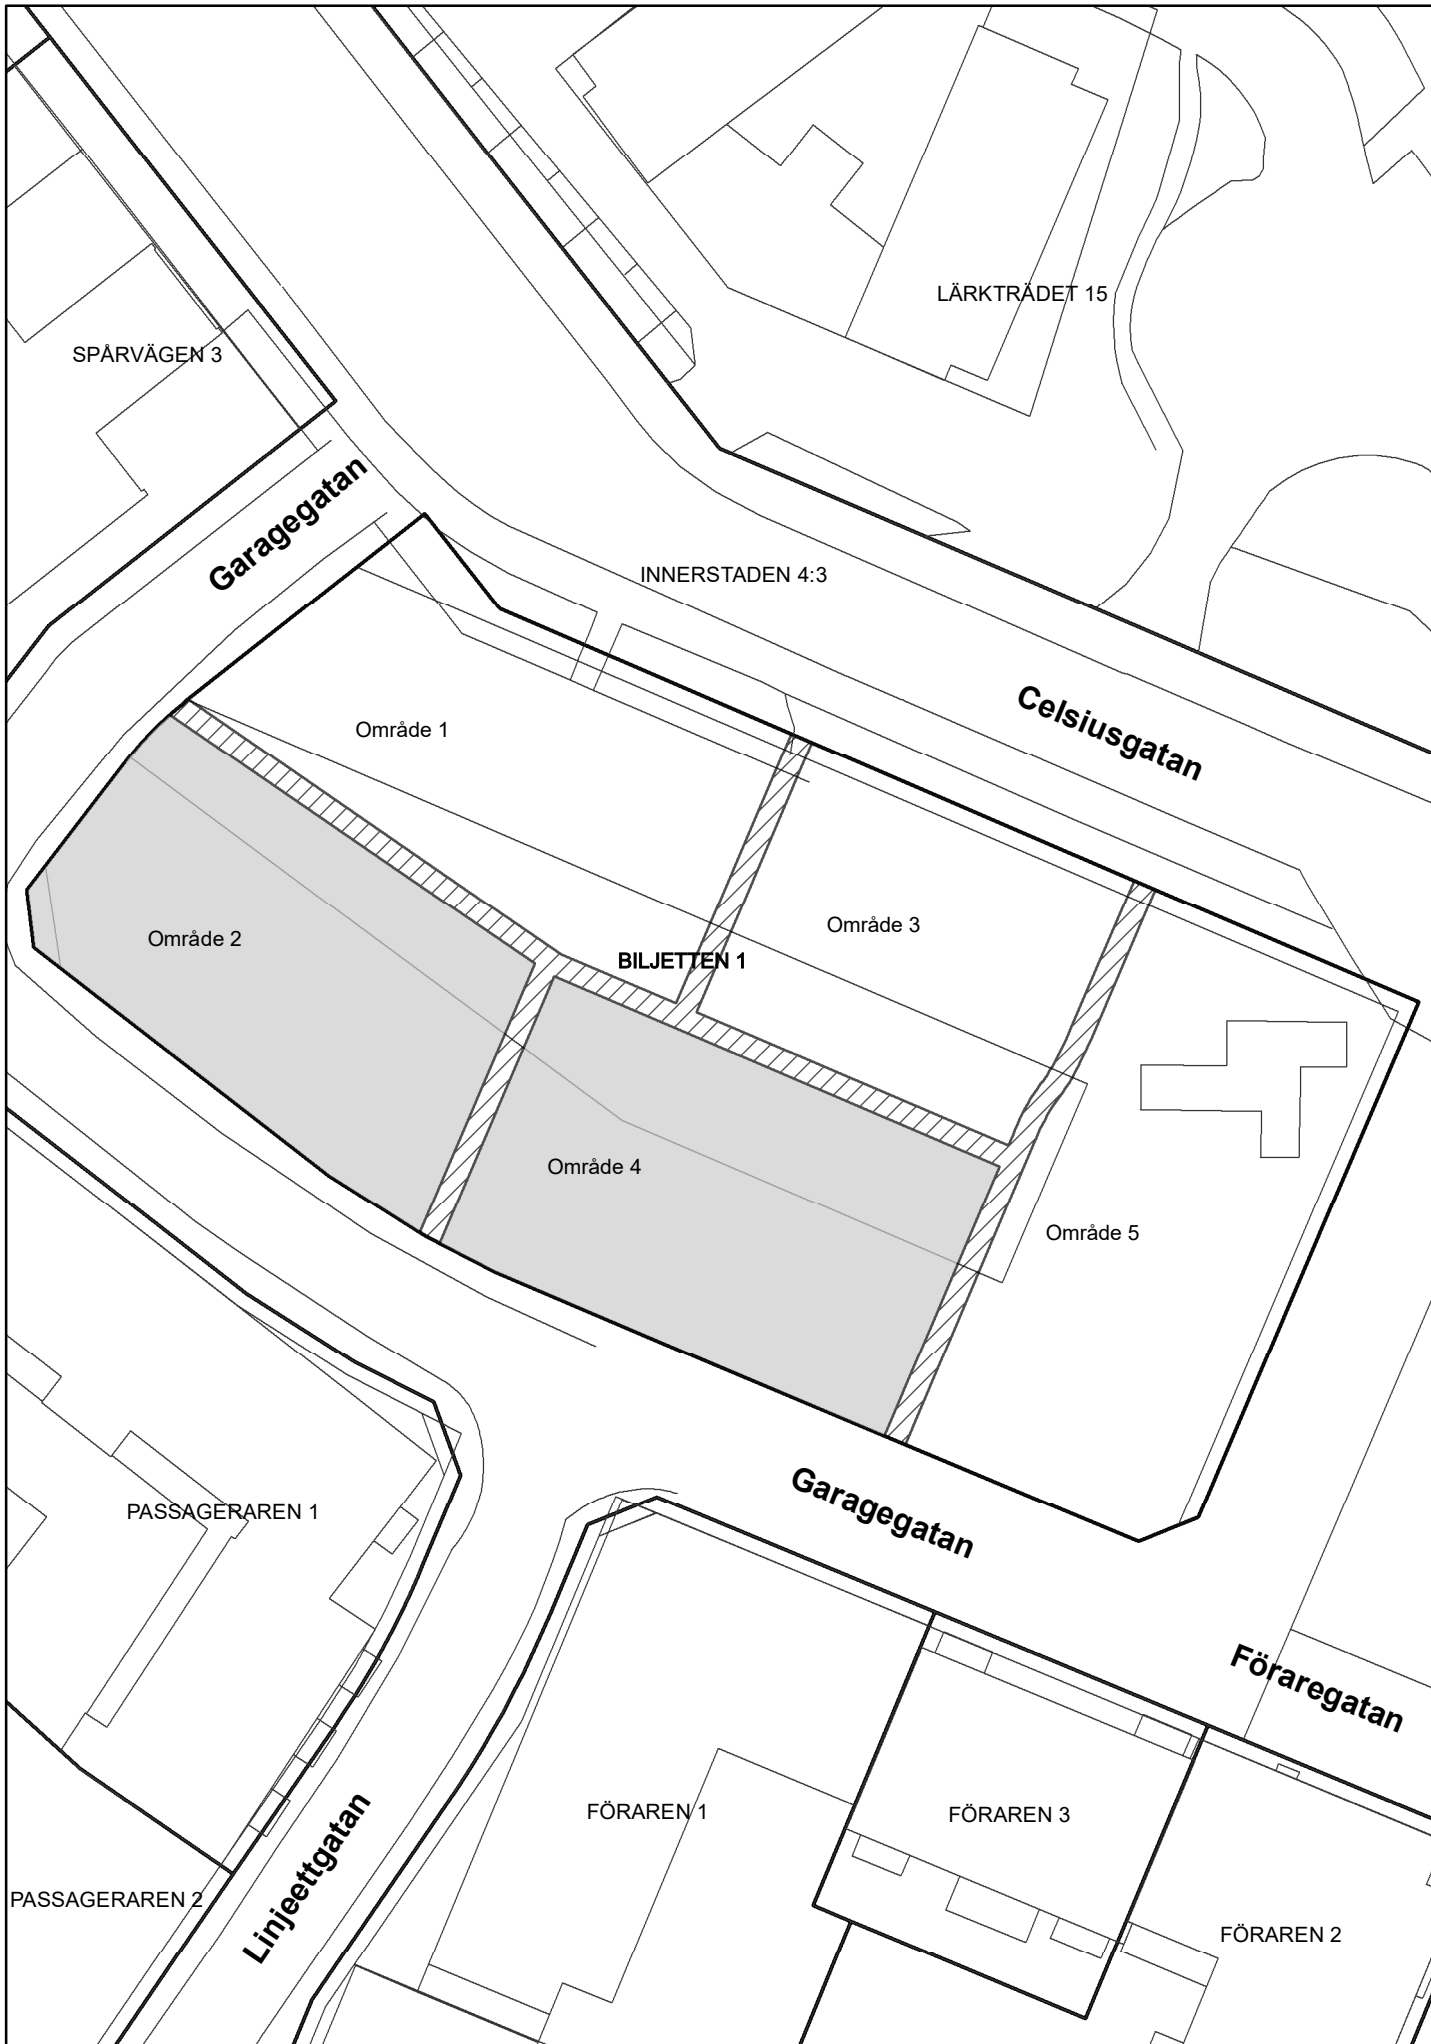 LÄRKTRÄDET 15
SPÅRVÄGEN 3
Garagegatan
INNERSTADEN 4:3
Celsiusgatan
Område 1
Område 3
Område 2
BILJETTEN 1
Område 4
Område 5
Garagegatan
PASSAGERAREN 1
Föraregatan
FÖRAREN 1
FÖRAREN 3
Linjeettgatan
PASSAGERAREN 2
FÖRAREN 2